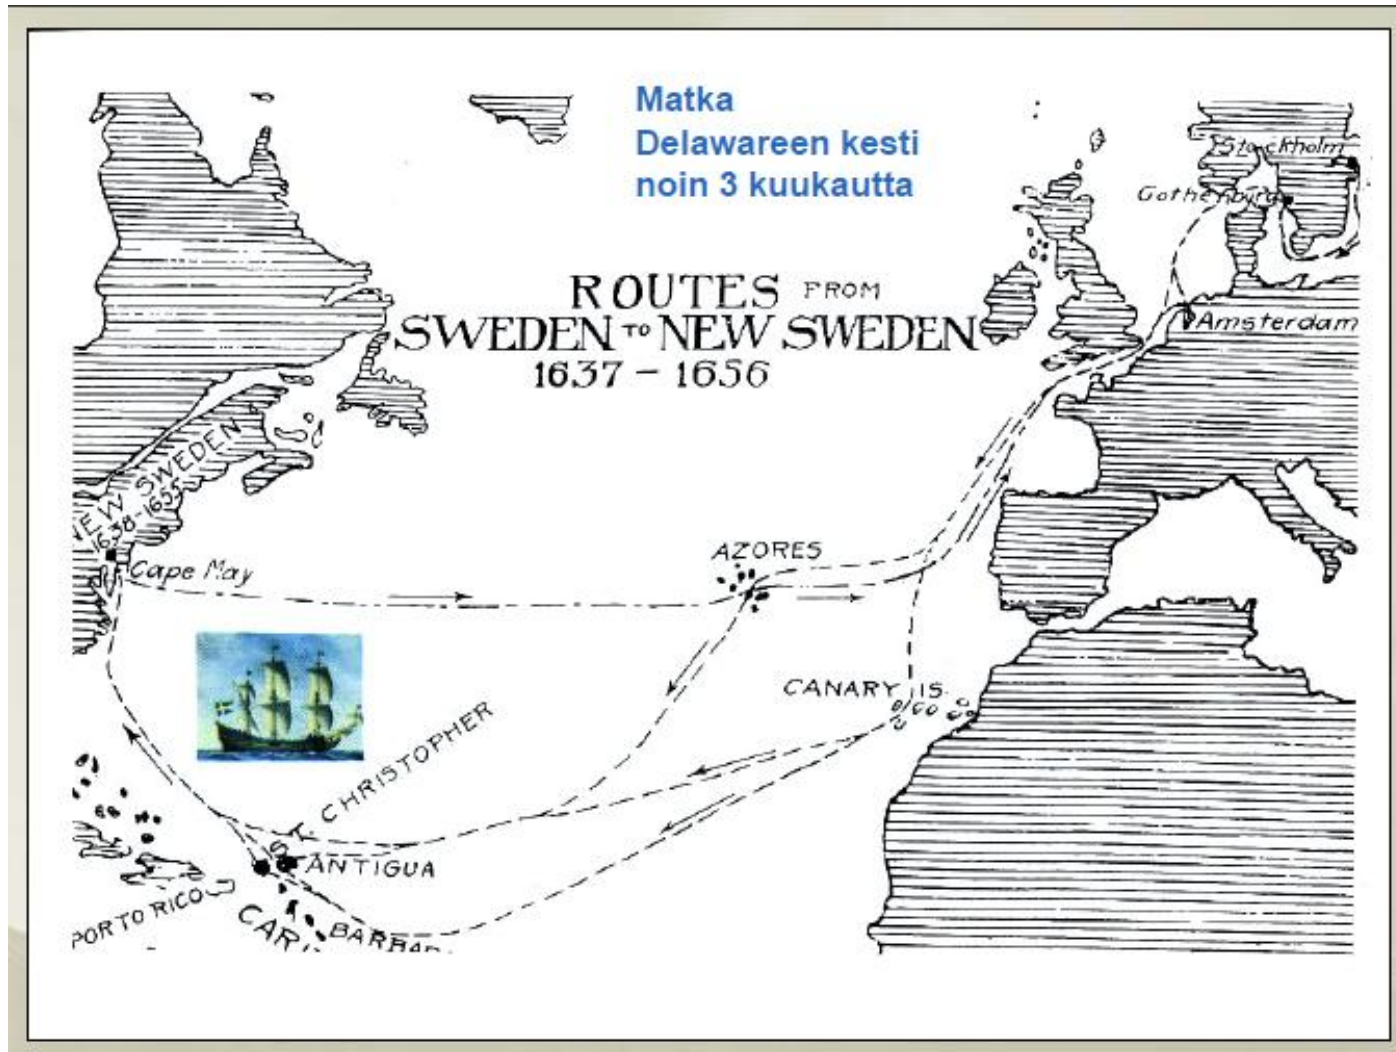 Matka
Delawareen kesti
noin 3 kuukautta
Stockholm
Gothenburg
ROUTES FROM
SWEDEN TO NEW SWEDEN
1637 – 1656
Amsterdam
NEW SWEDEN
1638-1655
Cape May
AZORES
CANARY IS.
ST. CHRISTOPHER
ANTIGUA
PORTO RICO